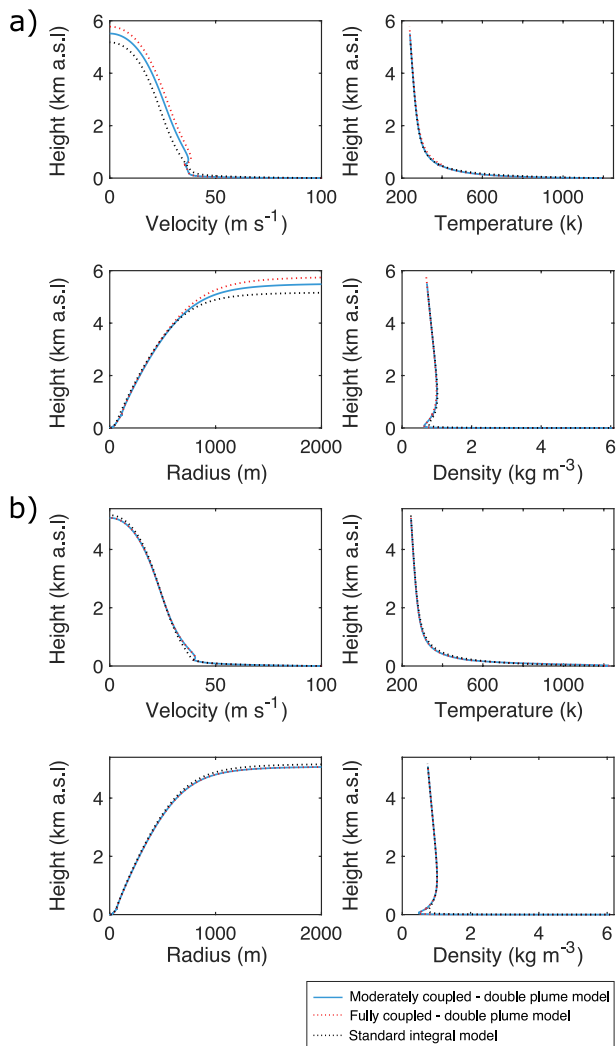 a)
Height (km a.s.l)
6
4
2
0
0 50 100
Velocity (m s-1)
Height (km a.s.l)
6
4
2
0
200 600 1000
Temperature (k)
Height (km a.s.l)
6
4
2
0
0 1000 2000
Radius (m)
Height (km a.s.l)
6
4
2
0
0 2 4 6
Density (kg m-3)
b)
Height (km a.s.l)
4
2
0
0 50 100
Velocity (m s-1)
Height (km a.s.l)
4
2
0
200 600 1000
Temperature (k)
Height (km a.s.l)
4
2
0
0 1000 2000
Radius (m)
Height (km a.s.l)
4
2
0
0 2 4 6
Density (kg m-3)
Moderately coupled - double plume model
Fully coupled - double plume model
Standard integral model